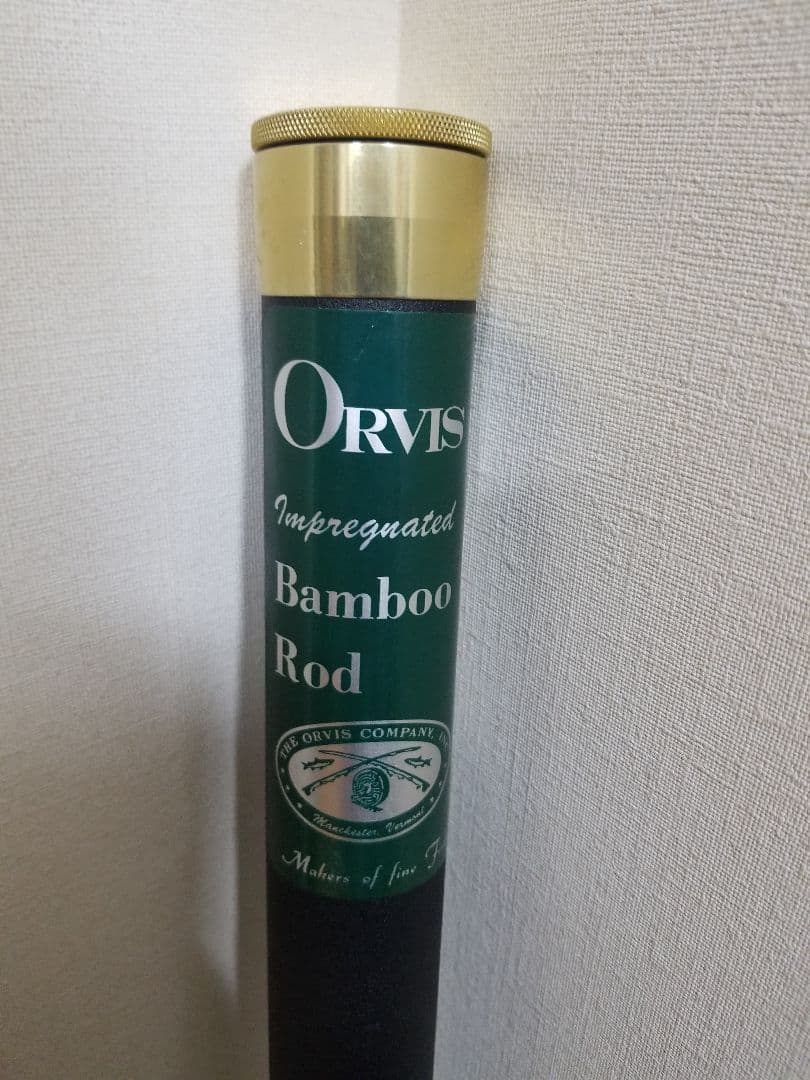 ORVIS
Impregnated
Bamboo
Rod
THE ORVIS COMPANY, INC
Manchester, Vermont
Makers of fine F